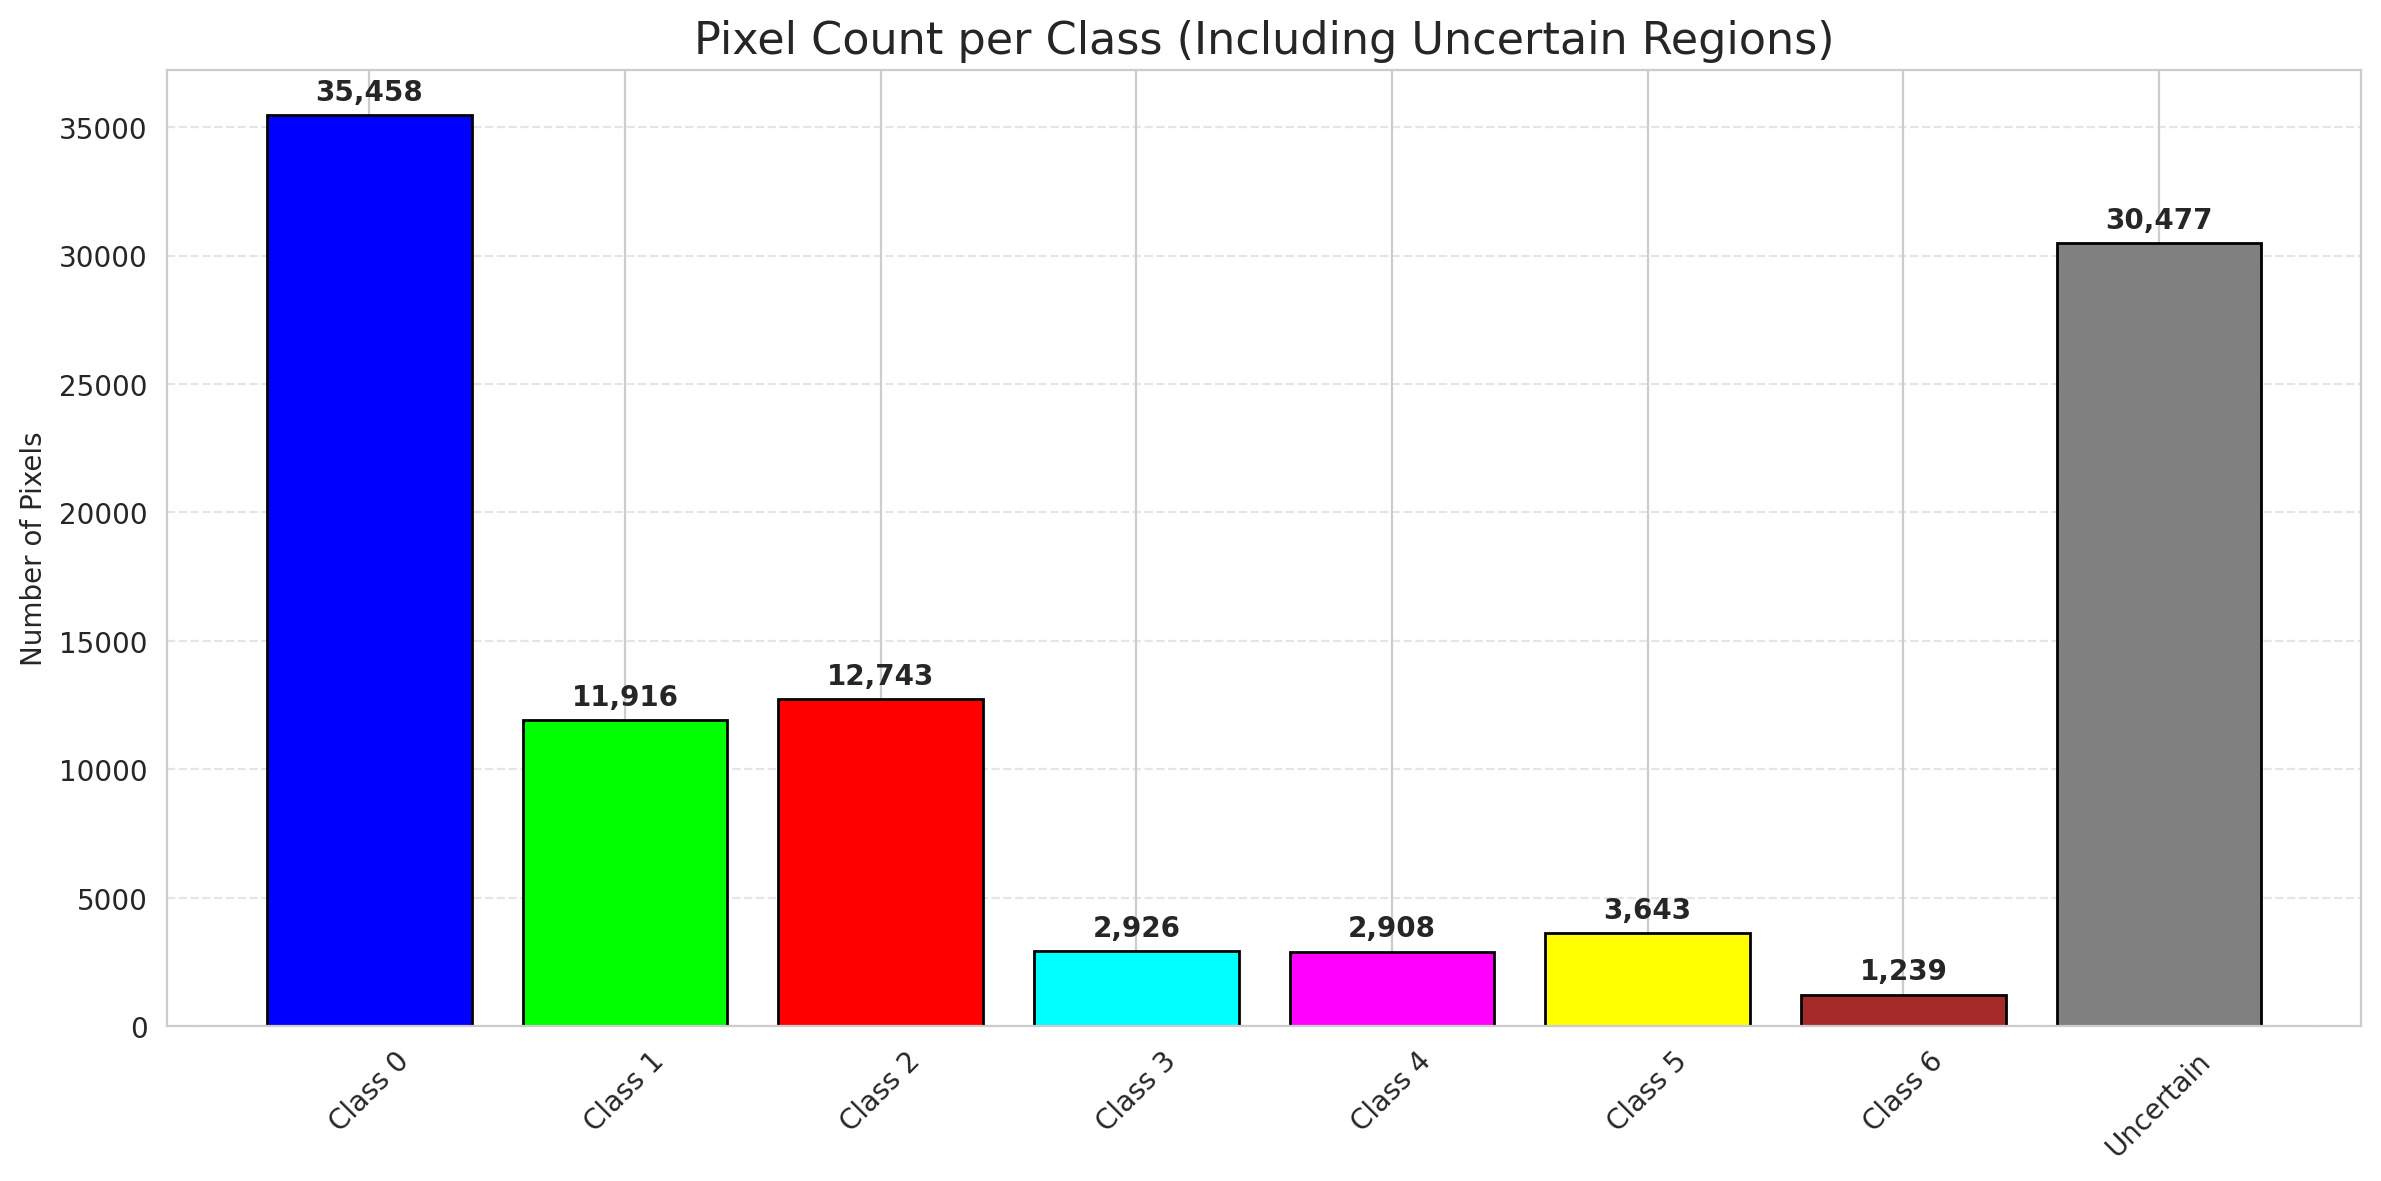 Pixel Count per Class (Including Uncertain Regions)
Number of Pixels
35000
30000
25000
20000
15000
10000
5000
0
35,458
11,916
12,743
2,926
2,908
3,643
1,239
30,477
Class 0
Class 1
Class 2
Class 3
Class 4
Class 5
Class 6
Uncertain